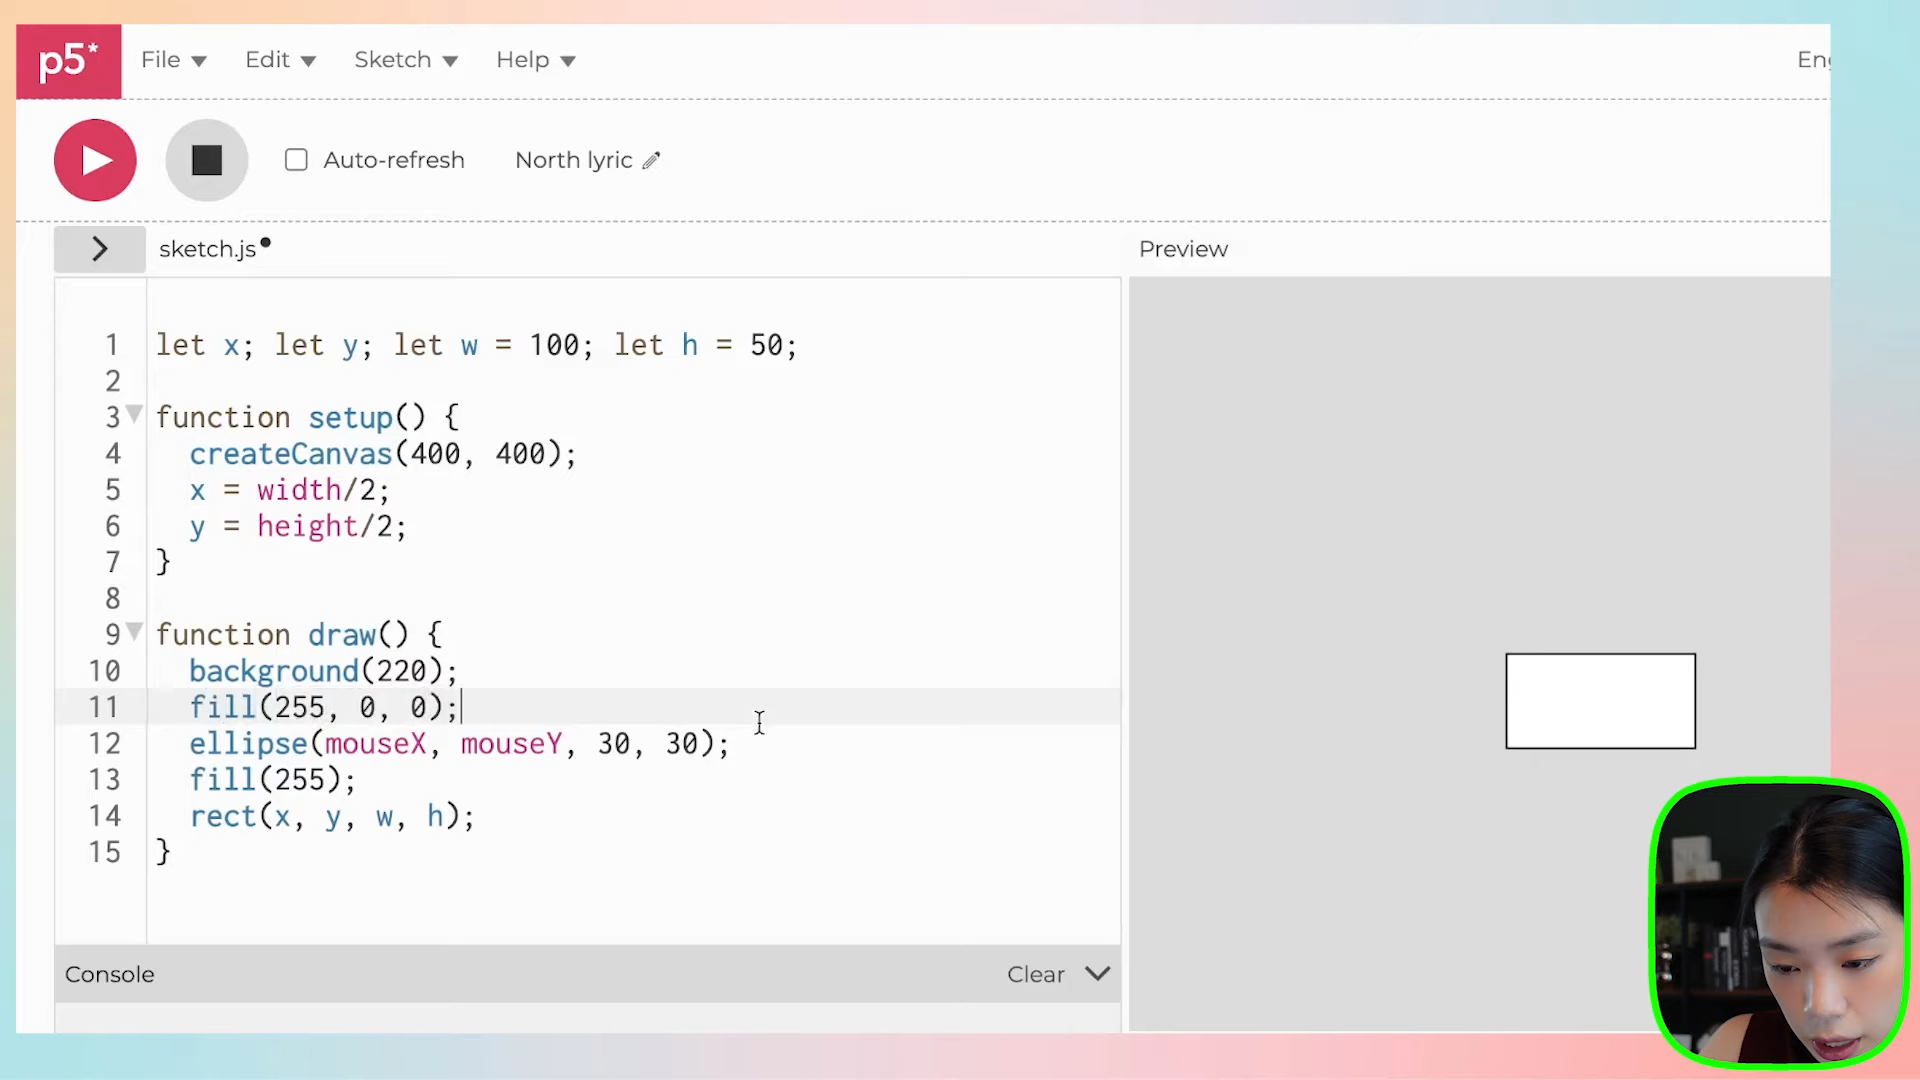 p5* File Edit Sketch Help
Auto-refresh North lyric
sketch.js Preview
1 let x; let y; let w = 100; let h = 50;
2
3 function setup() {
4 createCanvas(400, 400);
5 x = width/2;
6 y = height/2;
7 }
8
9 function draw() {
10 background(220);
11 fill(255, 0, 0);
12 ellipse(mouseX, mouseY, 30, 30);
13 fill(255);
14 rect(x, y, w, h);
15 }
Console Clear